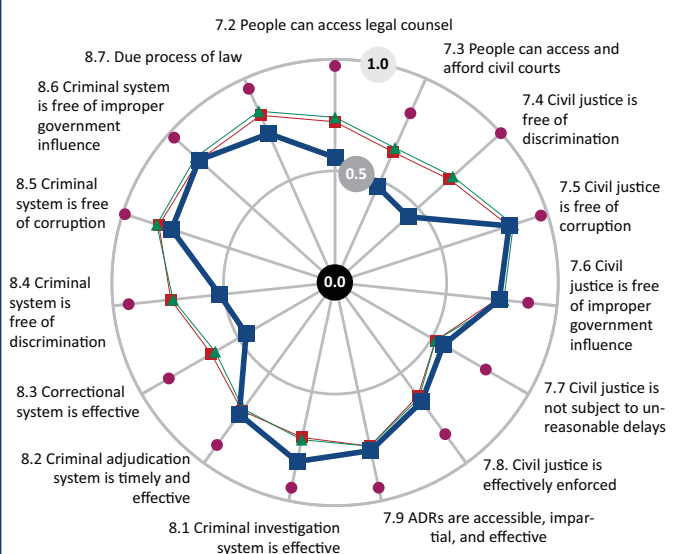 7.2 People can access legal counsel
1.0
7.3 People can access and
afford civil courts
7.4 Civil justice is
free of
discrimination
7.5 Civil justice
is free of
corruption
7.6 Civil
justice is free
of improper
government
influence
7.7 Civil justice is
not subject to un-
reasonable delays
7.8. Civil justice is
effectively enforced
7.9 ADRs are accessible, impar-
tial, and effective
8.1 Criminal investigation
system is effective
8.2 Criminal adjudication
system is timely and
effective
8.3 Correctional
system is effective
8.4 Criminal
system is
free of
discrimination
8.5 Criminal
system is free
of corruption
8.6 Criminal system
is free of improper
government
influence
8.7. Due process of law
0.5
0.0